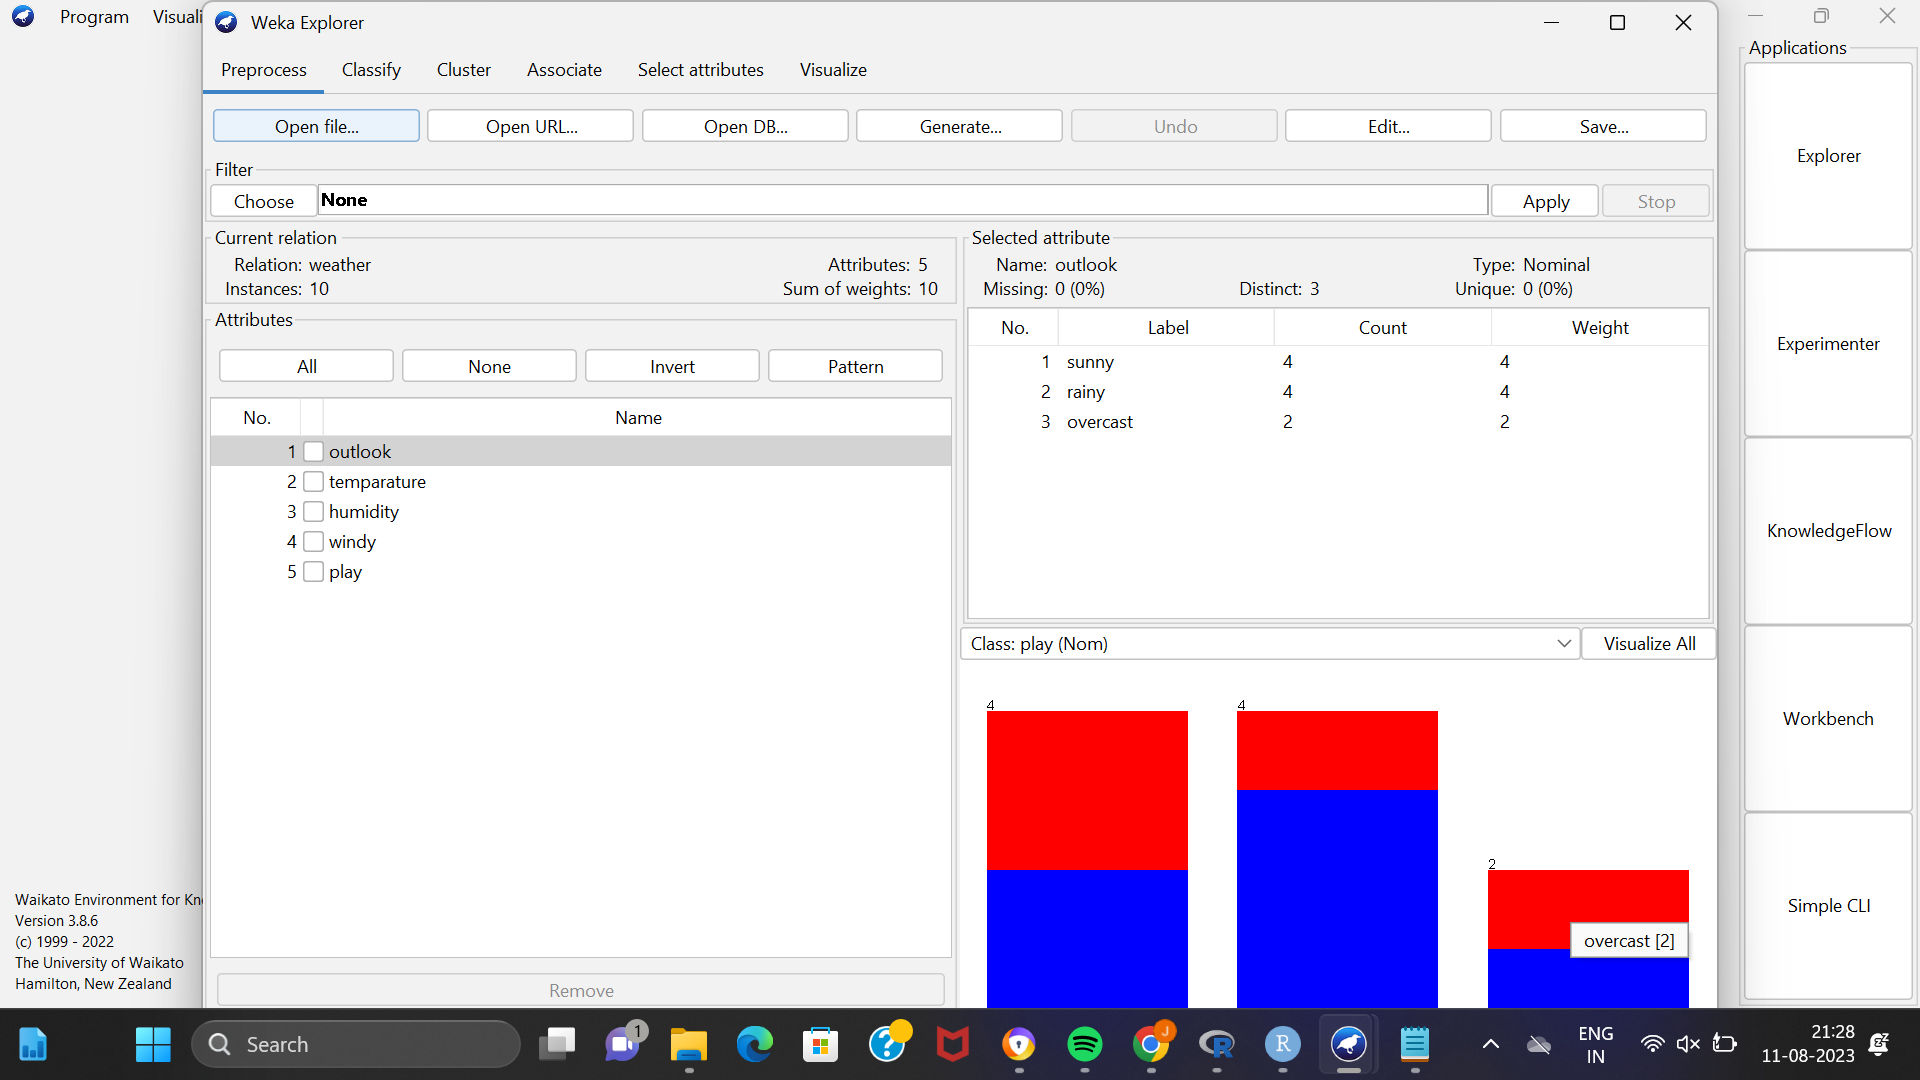 Program Visuali
Weka Explorer
Preprocess Classify Cluster Associate Select attributes Visualize
Open file... Open URL... Open DB... Generate... Undo Edit... Save...
Filter
Choose None Apply Stop
Current relation
Relation: weather Attributes: 5
Instances: 10 Sum of weights: 10
Attributes
All None Invert Pattern
No. Name
1 outlook
2 temparature
3 humidity
4 windy
5 play
Remove
Selected attribute
Name: outlook Type: Nominal
Missing: 0 (0%) Distinct: 3 Unique: 0 (0%)
No. Label Count Weight
1 sunny 4 4
2 rainy 4 4
3 overcast 2 2
Class: play (Nom) Visualize All
4 4
2
overcast [2]
Applications
Explorer
Experimenter
KnowledgeFlow
Workbench
Simple CLI
Waikato Environment for Kn
Version 3.8.6
(c) 1999 - 2022
The University of Waikato
Hamilton, New Zealand
Search
1
J
R
R
ENG
IN
21:28
11-08-2023